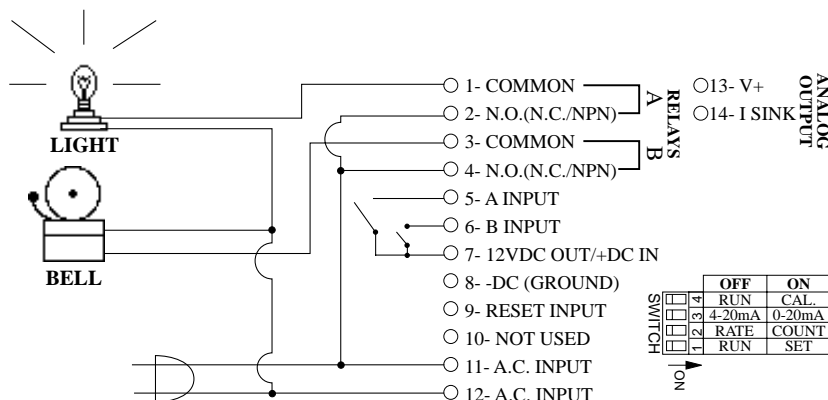 LIGHT
BELL
1- COMMON
2- N.O.(N.C./NPN)
3- COMMON
4- N.O.(N.C./NPN)
5- A INPUT
6- B INPUT
7- 12VDC OUT/+DC IN
8- -DC (GROUND)
9- RESET INPUT
10- NOT USED
11- A.C. INPUT
12- A.C. INPUT
A
B
RELAYS
13- V+
14- I SINK
ANALOG
OUTPUT
SWITCH
OFF ON
4 RUN CAL.
3 4-20mA 0-20mA
2 RATE COUNT
1 RUN SET
ON